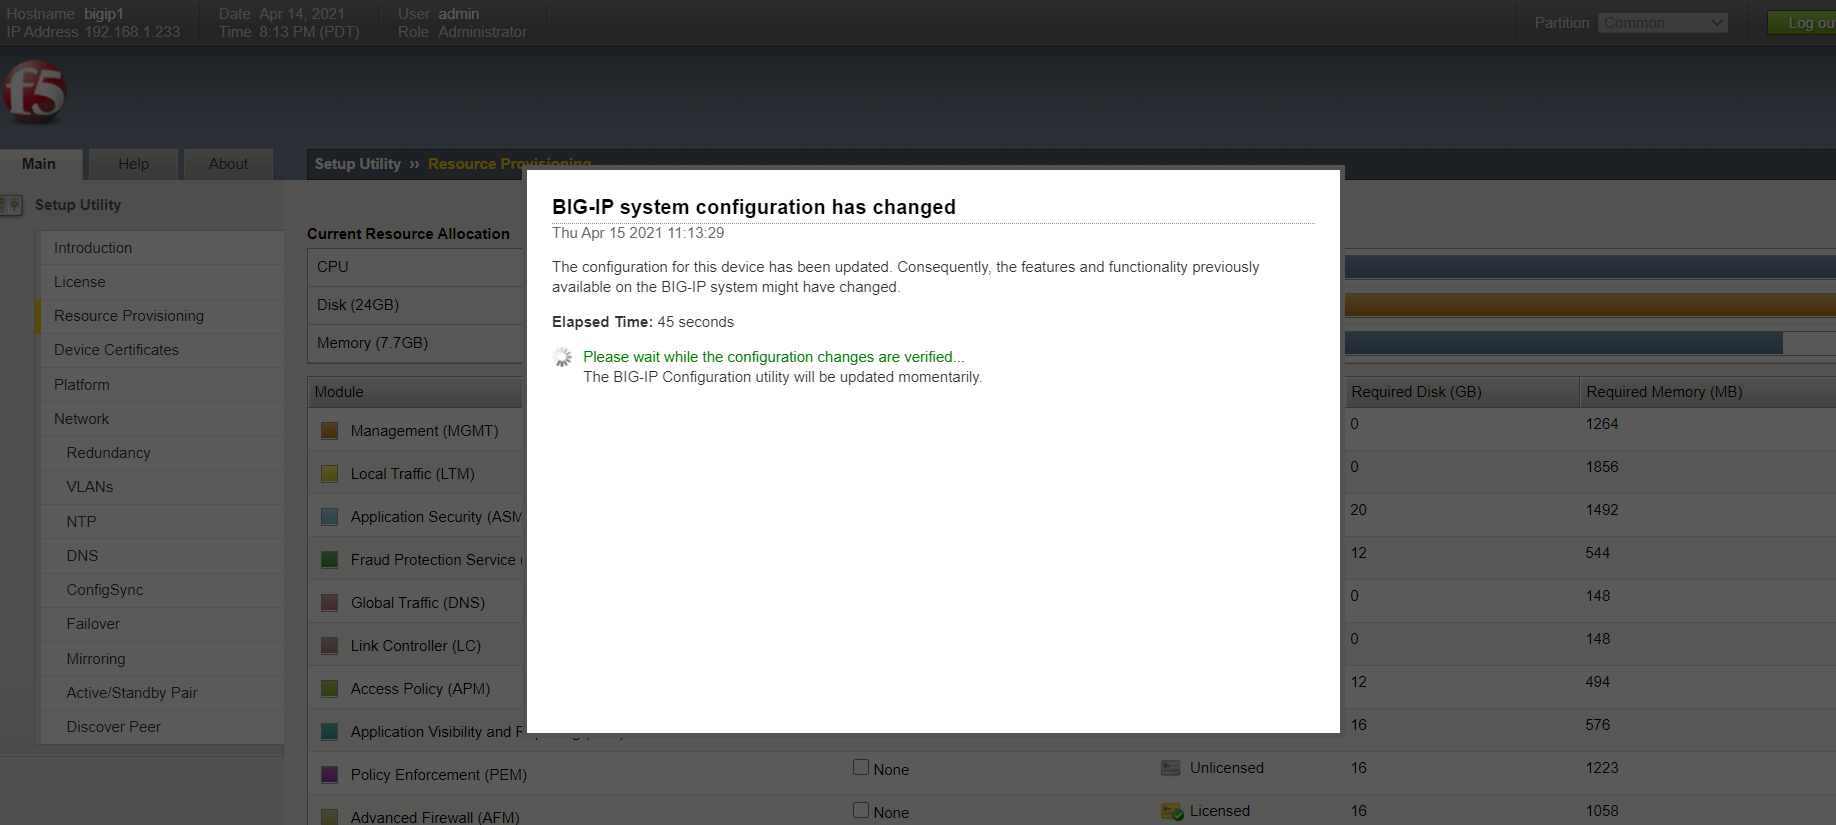 Hostname bigip1
IP Address 192.168.1.233
Date Apr 14, 2021
Time 8:13 PM (PDT)
User admin
Role Administrator
Partition: Common
Log ou
f5
Main
Help
About
Setup Utility
Introduction
License
Resource Provisioning
Device Certificates
Platform
Network
Redundancy
VLANs
NTP
DNS
ConfigSync
Failover
Mirroring
Active/Standby Pair
Discover Peer
Setup Utility ›› Resource Provisioning
BIG-IP system configuration has changed
Thu Apr 15 2021 11:13:29
The configuration for this device has been updated. Consequently, the features and functionality previously
available on the BIG-IP system might have changed.
Elapsed Time: 45 seconds
Please wait while the configuration changes are verified...
The BIG-IP Configuration utility will be updated momentarily.
Current Resource Allocation
CPU
Disk (24GB)
Memory (7.7GB)
Module Required Disk (GB) Required Memory (MB)
Management (MGMT) 0 1264
Local Traffic (LTM) 0 1856
Application Security (ASM 20 1492
Fraud Protection Service 12 544
Global Traffic (DNS) 0 148
Link Controller (LC) 0 148
Access Policy (APM) 12 494
Application Visibility and 16 576
Policy Enforcement (PEM) None Unlicensed 16 1223
Advanced Firewall (AFM) None Licensed 16 1058